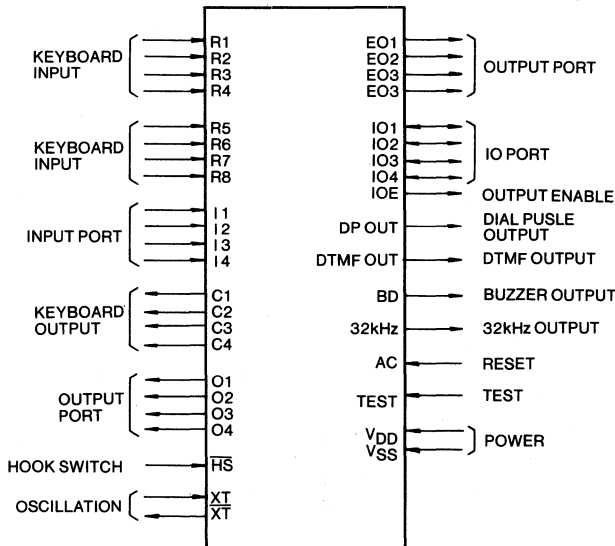 KEYBOARD
INPUT
R1
R2
R3
R4
KEYBOARD
INPUT
R5
R6
R7
R8
INPUT PORT
I1
I2
I3
I4
KEYBOARD
OUTPUT
C1
C2
C3
C4
OUTPUT
PORT
O1
O2
O3
O4
HOOK SWITCH
H̅S̅
OSCILLATION
XT
X̅T̅
EO1
EO2
EO3
EO3
OUTPUT PORT
IO1
IO2
IO3
IO4
IO PORT
IOE
OUTPUT ENABLE
DP OUT
DIAL PUSLE
OUTPUT
DTMF OUT
DTMF OUTPUT
BD
BUZZER OUTPUT
32kHz
32kHz OUTPUT
AC
RESET
TEST
TEST
VDD
VSS
POWER